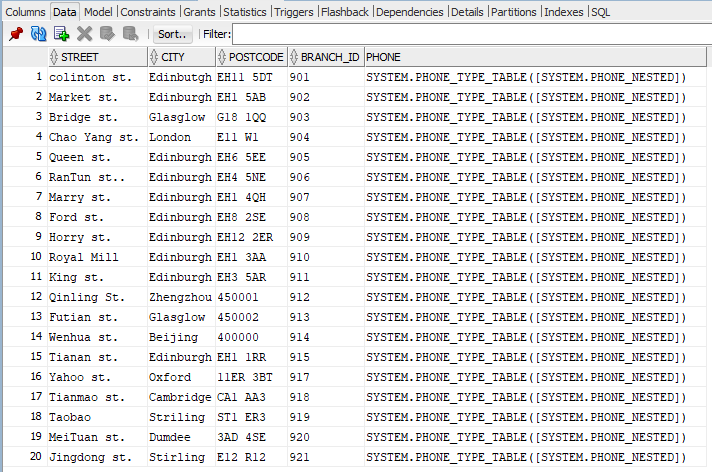 Columns Data Model Constraints Grants Statistics Triggers Flashback Dependencies Details Partitions Indexes SQL
Sort.. Filter:
STREET CITY POSTCODE BRANCH_ID PHONE
1 colinton st. Edinbutgh EH11 5DT 901 SYSTEM.PHONE_TYPE_TABLE([SYSTEM.PHONE_NESTED])
2 Market st. Edinburgh EH1 5AB 902 SYSTEM.PHONE_TYPE_TABLE([SYSTEM.PHONE_NESTED])
3 Bridge st. Glasglow G18 1QQ 903 SYSTEM.PHONE_TYPE_TABLE([SYSTEM.PHONE_NESTED])
4 Chao Yang st. London E11 W1 904 SYSTEM.PHONE_TYPE_TABLE([SYSTEM.PHONE_NESTED])
5 Queen st. Edinburgh EH6 5EE 905 SYSTEM.PHONE_TYPE_TABLE([SYSTEM.PHONE_NESTED])
6 RanTun st.. Edinburgh EH4 5NE 906 SYSTEM.PHONE_TYPE_TABLE([SYSTEM.PHONE_NESTED])
7 Marry st. Edinburgh EH1 4QH 907 SYSTEM.PHONE_TYPE_TABLE([SYSTEM.PHONE_NESTED])
8 Ford st. Edinburgh EH8 2SE 908 SYSTEM.PHONE_TYPE_TABLE([SYSTEM.PHONE_NESTED])
9 Horry st. Edinburgh EH12 2ER 909 SYSTEM.PHONE_TYPE_TABLE([SYSTEM.PHONE_NESTED])
10 Royal Mill Edinburgh EH1 3AA 910 SYSTEM.PHONE_TYPE_TABLE([SYSTEM.PHONE_NESTED])
11 King st. Edinburgh EH3 5AR 911 SYSTEM.PHONE_TYPE_TABLE([SYSTEM.PHONE_NESTED])
12 Qinling St. Zhengzhou 450001 912 SYSTEM.PHONE_TYPE_TABLE([SYSTEM.PHONE_NESTED])
13 Futian st. Glasglow 450002 913 SYSTEM.PHONE_TYPE_TABLE([SYSTEM.PHONE_NESTED])
14 Wenhua st. Beijing 400000 914 SYSTEM.PHONE_TYPE_TABLE([SYSTEM.PHONE_NESTED])
15 Tianan st. Edinburgh EH1 1RR 915 SYSTEM.PHONE_TYPE_TABLE([SYSTEM.PHONE_NESTED])
16 Yahoo st. Oxford 11ER 3BT 917 SYSTEM.PHONE_TYPE_TABLE([SYSTEM.PHONE_NESTED])
17 Tianmao st. Cambridge CA1 AA3 918 SYSTEM.PHONE_TYPE_TABLE([SYSTEM.PHONE_NESTED])
18 Taobao Striling ST1 ER3 919 SYSTEM.PHONE_TYPE_TABLE([SYSTEM.PHONE_NESTED])
19 MeiTuan st. Dumdee 3AD 4SE 920 SYSTEM.PHONE_TYPE_TABLE([SYSTEM.PHONE_NESTED])
20 Jingdong st. Stirling E12 R12 921 SYSTEM.PHONE_TYPE_TABLE([SYSTEM.PHONE_NESTED])